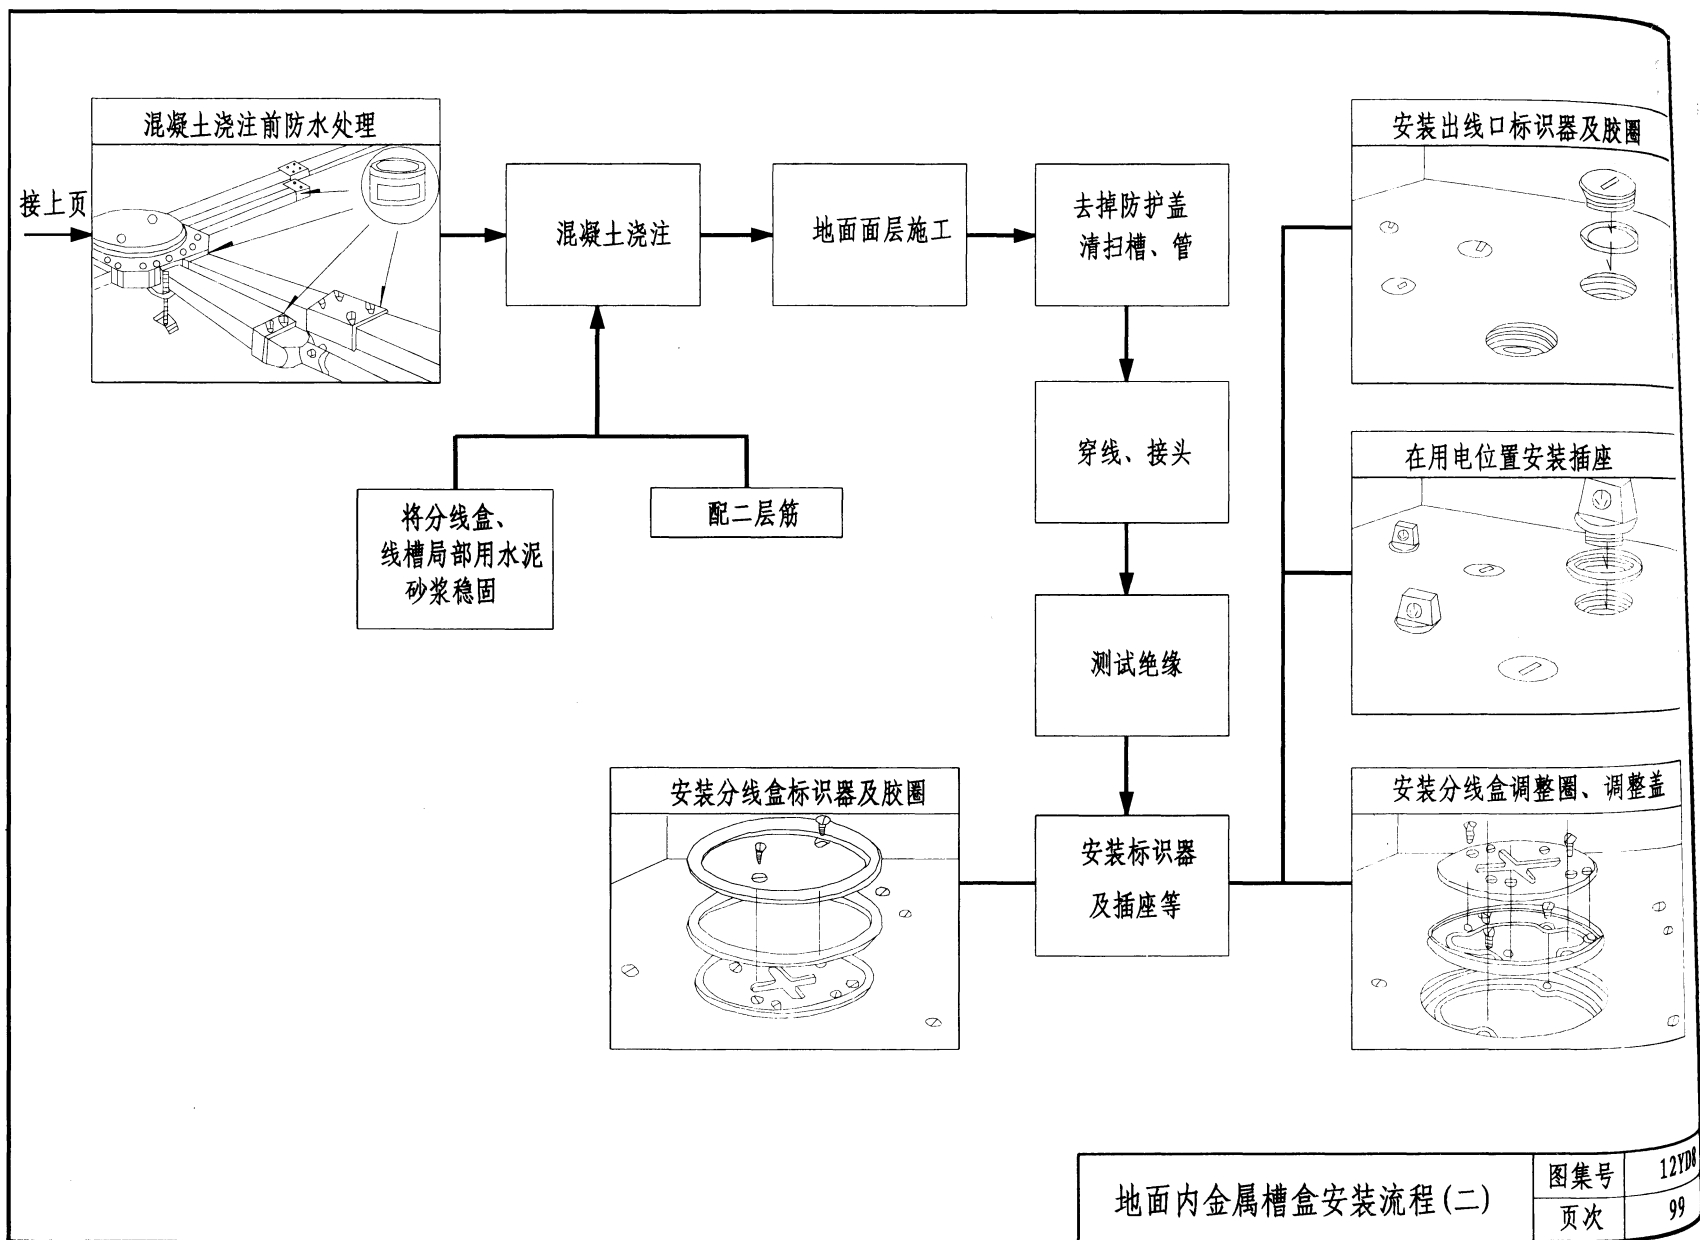 混凝土浇注前防水处理
接上页
混凝土浇注
地面面层施工
去掉防护盖
清扫槽、管
安装出线口标识器及胶圈
穿线、接头
在用电位置安装插座
将分线盒、
线槽局部用水泥
砂浆稳固
配二层筋
测试绝缘
安装分线盒标识器及胶圈
安装标识器
及插座等
安装分线盒调整圈、调整盖
地面内金属槽盒安装流程(二)
图集号
12YD8
页次
99